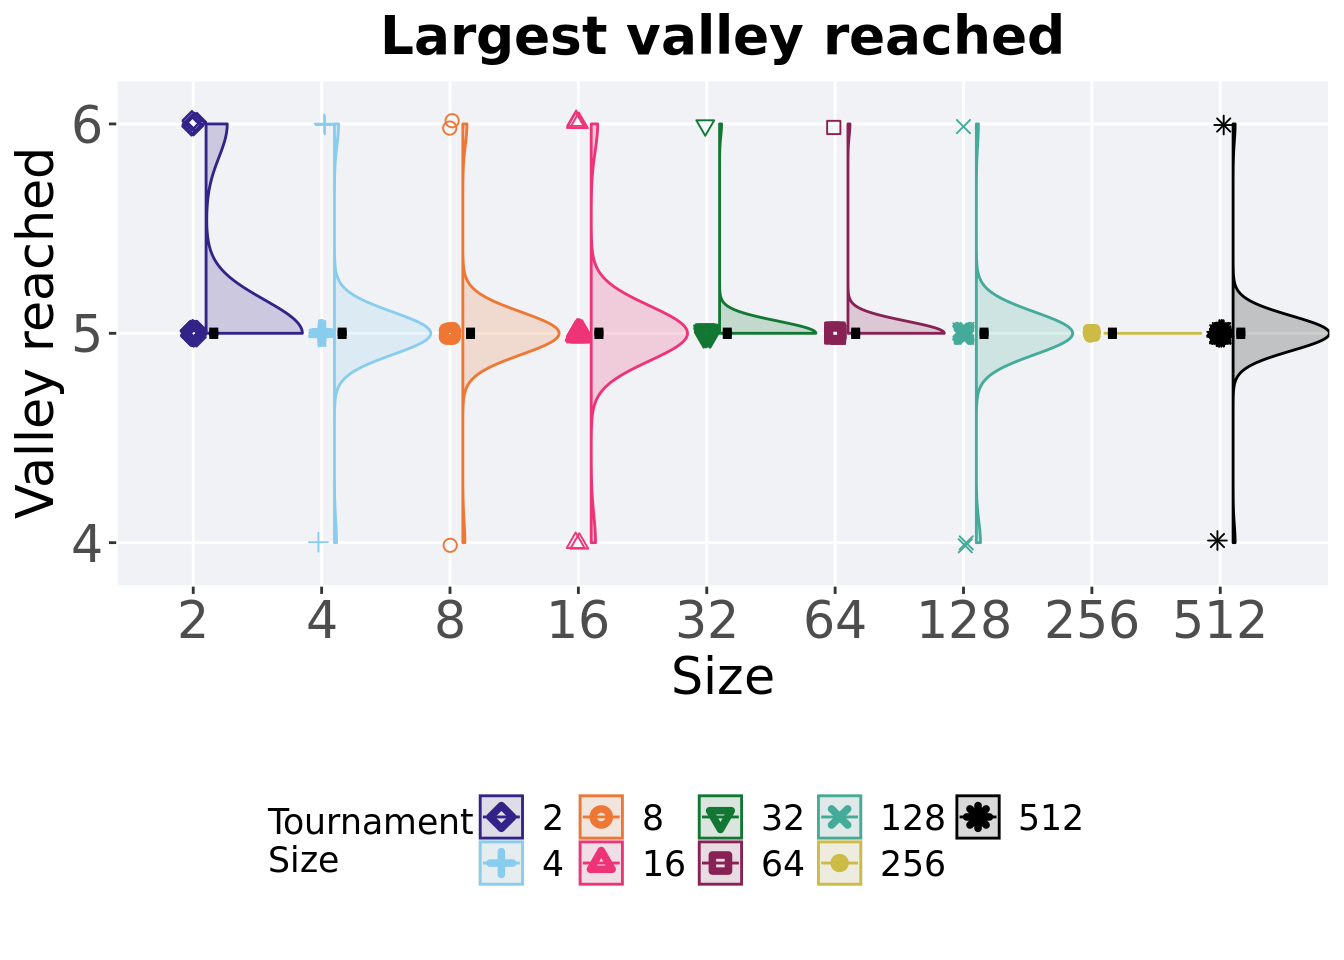 Largest valley reached
Valley reached
6
5
4
2 4 8 16 32 64 128 256 512
Size
Tournament
Size
2 8 32 128 512
4 16 64 256